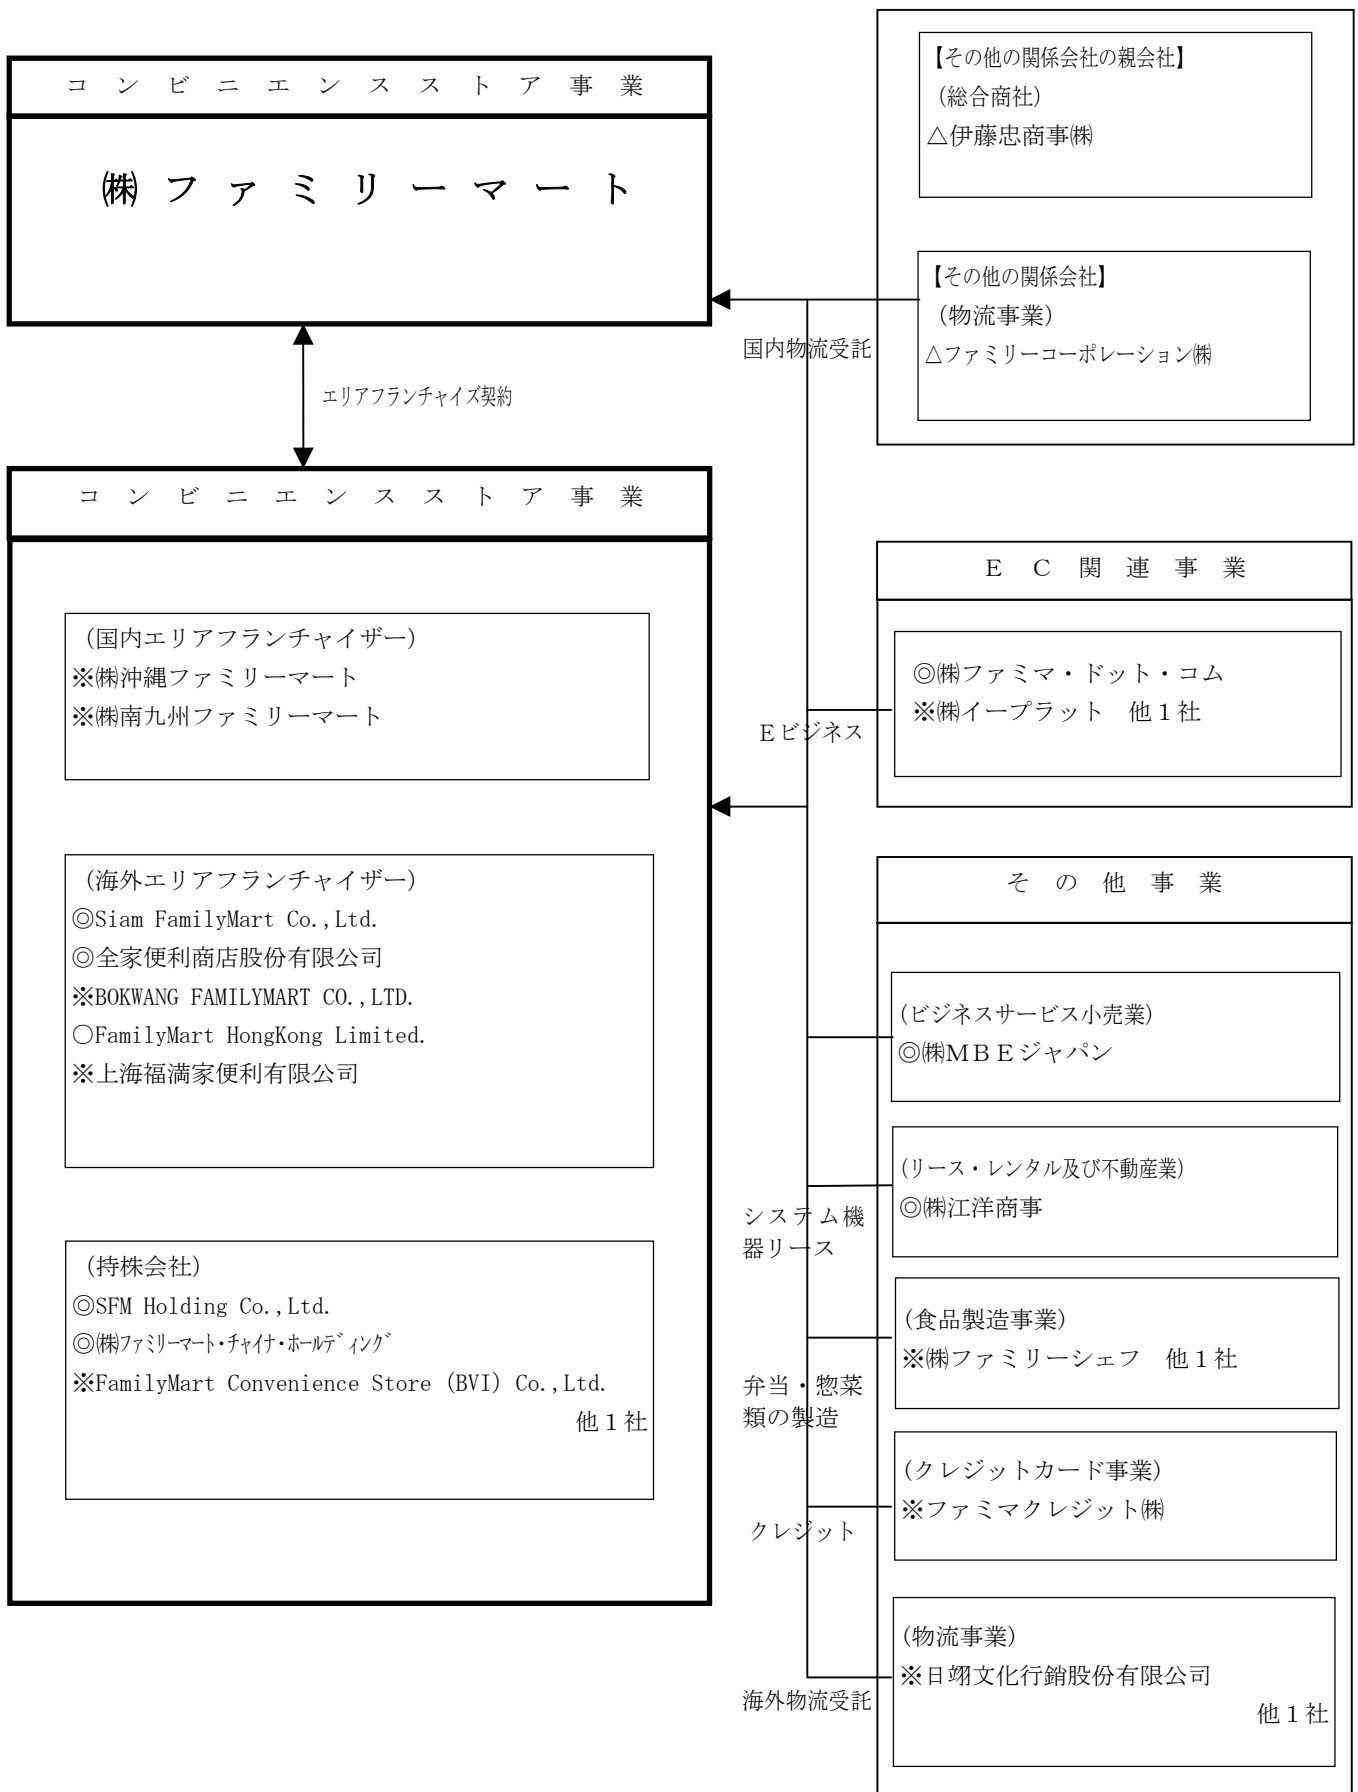 コンビニエンスストア事業
㈱ファミリーマート
エリアフランチャイズ契約
コンビニエンスストア事業
(国内エリアフランチャイザー)
※㈱沖縄ファミリーマート
※㈱南九州ファミリーマート
(海外エリアフランチャイザー)
◎Siam FamilyMart Co.,Ltd.
◎全家便利商店股份有限公司
※BOKWANG FAMILYMART CO.,LTD.
○FamilyMart HongKong Limited.
※上海福満家便利有限公司
(持株会社)
◎SFM Holding Co.,Ltd.
◎㈱ファミリーマート・チャイナ・ホールディング
※FamilyMart Convenience Store (BVI) Co.,Ltd.
他１社
【その他の関係会社の親会社】
(総合商社)
△伊藤忠商事㈱
【その他の関係会社】
(物流事業)
△ファミリーコーポレーション㈱
国内物流受託
ＥＣ関連事業
◎㈱ファミマ・ドット・コム
※㈱イープラット　他１社
Ｅビジネス
その他事業
(ビジネスサービス小売業)
◎㈱ＭＢＥジャパン
(リース・レンタル及び不動産業)
◎㈱江洋商事
システム機
器リース
(食品製造事業)
※㈱ファミリーシェフ　他１社
弁当・惣菜
類の製造
(クレジットカード事業)
※ファミマクレジット㈱
クレジット
(物流事業)
※日翊文化行銷股份有限公司
他１社
海外物流受託